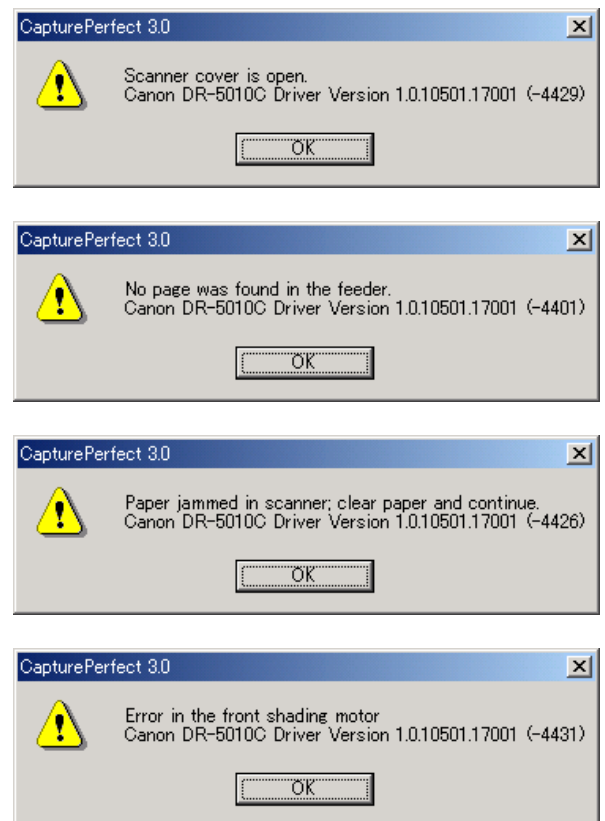 CapturePerfect 3.0
Scanner cover is open.
Canon DR-5010C Driver Version 1.0.10501.17001 (-4429)
OK
CapturePerfect 3.0
No page was found in the feeder.
Canon DR-5010C Driver Version 1.0.10501.17001 (-4401)
OK
CapturePerfect 3.0
Paper jammed in scanner; clear paper and continue.
Canon DR-5010C Driver Version 1.0.10501.17001 (-4426)
OK
CapturePerfect 3.0
Error in the front shading motor
Canon DR-5010C Driver Version 1.0.10501.17001 (-4431)
OK